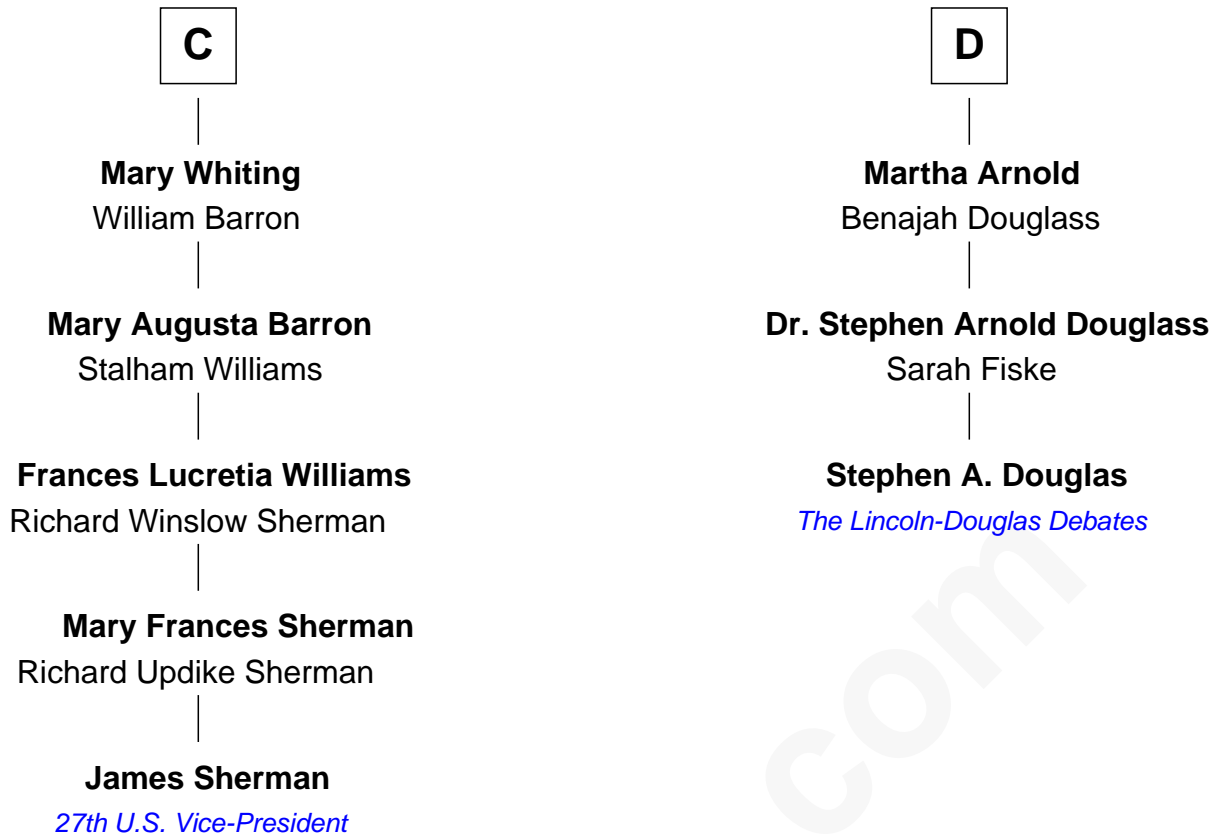 C
Mary Whiting
William Barron
Mary Augusta Barron
Stalham Williams
Frances Lucretia Williams
Richard Winslow Sherman
Mary Frances Sherman
Richard Updike Sherman
James Sherman
27th U.S. Vice-President
D
Martha Arnold
Benajah Douglass
Dr. Stephen Arnold Douglass
Sarah Fiske
Stephen A. Douglas
The Lincoln-Douglas Debates
com